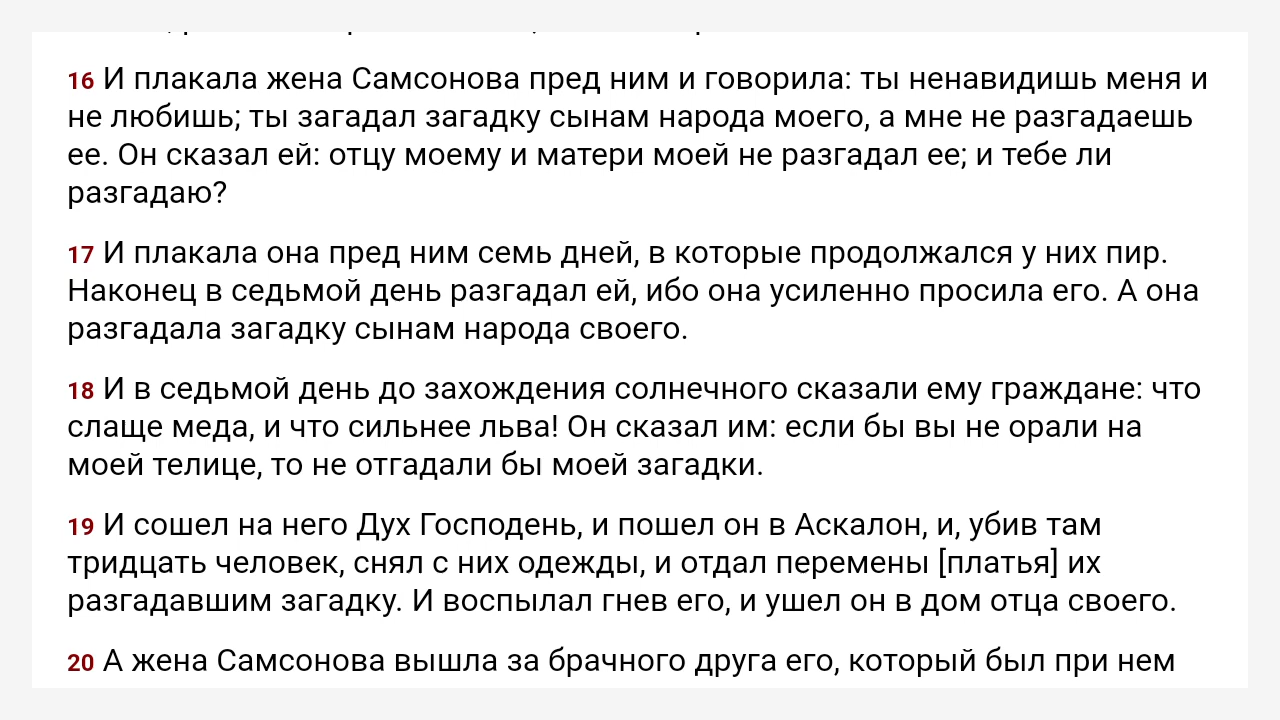 16 И плакала жена Самсонова пред ним и говорила: ты ненавидишь меня и
не любишь; ты загадал загадку сынам народа моего, а мне не разгадаешь
ее. Он сказал ей: отцу моему и матери моей не разгадал ее; и тебе ли
разгадаю?
17 И плакала она пред ним семь дней, в которые продолжался у них пир.
Наконец в седьмой день разгадал ей, ибо она усиленно просила его. А она
разгадала загадку сынам народа своего.
18 И в седьмой день до захождения солнечного сказали ему граждане: что
слаще меда, и что сильнее льва! Он сказал им: если бы вы не орали на
моей телице, то не отгадали бы моей загадки.
19 И сошел на него Дух Господень, и пошел он в Аскалон, и, убив там
тридцать человек, снял с них одежды, и отдал перемены [платья] их
разгадавшим загадку. И воспылал гнев его, и ушел он в дом отца своего.
20 А жена Самсонова вышла за брачного друга его, который был при нем